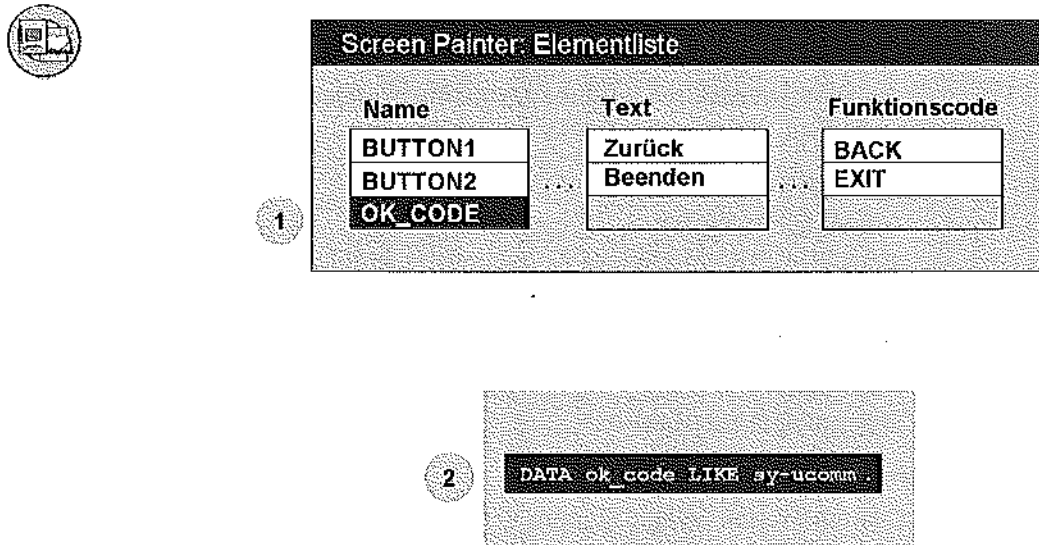 Screen Painter: Elementliste
Name Text Funktionscode
BUTTON1 Zurück BACK
BUTTON2 ... Beenden ... EXIT
OK_CODE
1
2
DATA ok_code LIKE sy-ucomm.